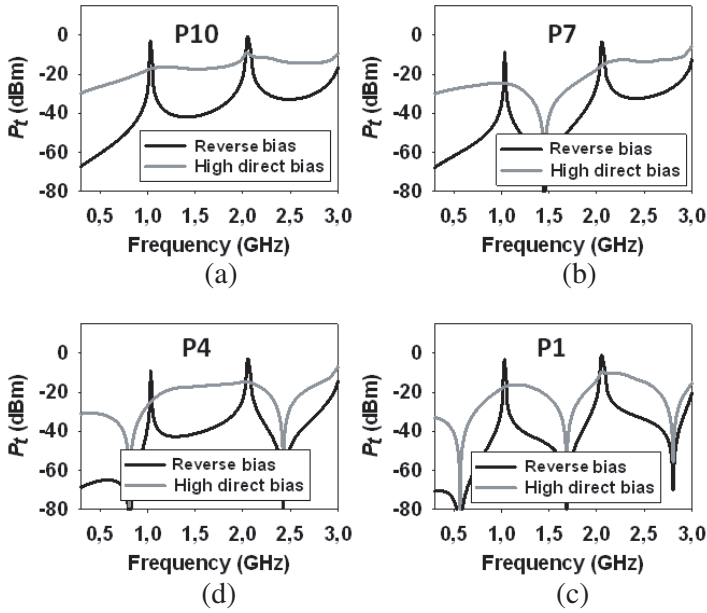 P10
0
-20
-40
-60
-80
Pt (dBm)
Reverse bias
High direct bias
0,5 1,0 1,5 2,0 2,5 3,0
Frequency (GHz)
(a)
P7
0
-20
-40
-60
-80
Pt (dBm)
Reverse bias
High direct bias
0,5 1,0 1,5 2,0 2,5 3,0
Frequency (GHz)
(b)
P4
0
-20
-40
-60
-80
Pt (dBm)
Reverse bias
High direct bias
0,5 1,0 1,5 2,0 2,5 3,0
Frequency (GHz)
(d)
P1
0
-20
-40
-60
-80
Pt (dBm)
Reverse bias
High direct bias
0,5 1,0 1,5 2,0 2,5 3,0
Frequency (GHz)
(c)